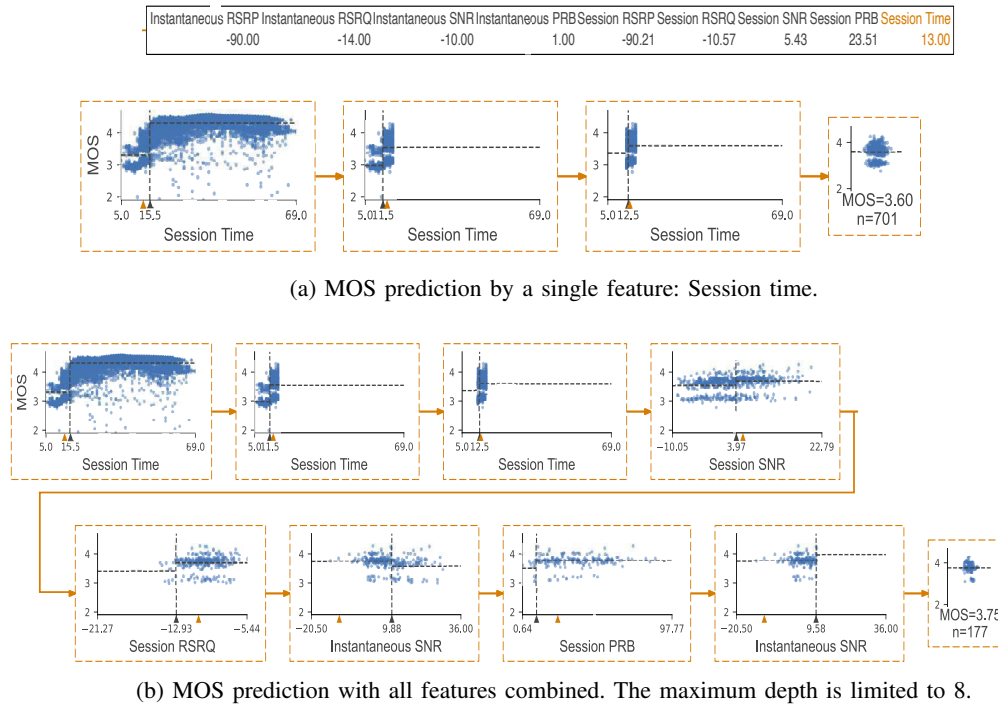 Instantaneous RSRP Instantaneous RSRQ Instantaneous SNR Instantaneous PRB Session RSRP Session RSRQ Session SNR Session PRB Session Time
-90.00 -14.00 -10.00 1.00 -90.21 -10.57 5.43 23.51 13.00
MOS
4
3
2
5.0 15.5 69.0
Session Time
4
3
2
5.011.5 69.0
Session Time
4
3
2
5.012.5 69.0
Session Time
4
2
MOS=3.60
n=701
(a) MOS prediction by a single feature: Session time.
MOS
4
3
2
5.0 15.5 69.0
Session Time
4
3
2
5.011.5 69.0
Session Time
4
3
2
5.012.5 69.0
Session Time
4
3
2
−10.05 3.97 22.79
Session SNR
4
3
2
−21.27 −12.93 −5.44
Session RSRQ
4
3
2
−20.50 9.88 36.00
Instantaneous SNR
4
3
2
0.64 97.77
Session PRB
4
3
2
−20.50 9.58 36.00
Instantaneous SNR
4
2
MOS=3.75
n=177
(b) MOS prediction with all features combined. The maximum depth is limited to 8.